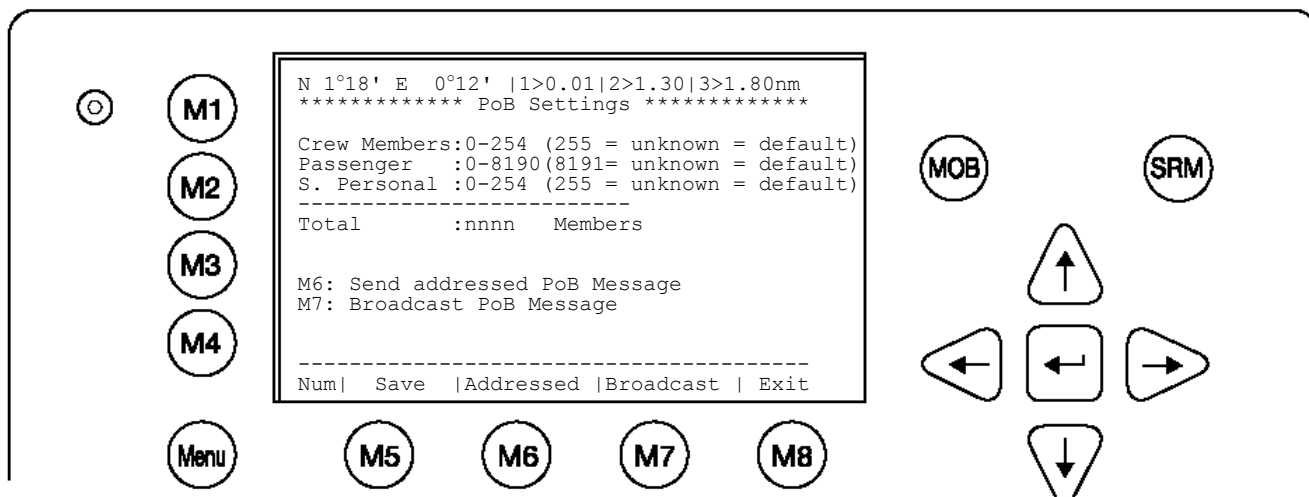 N 1°18' E  0°12' |1>0.01|2>1.30|3>1.80nm
************* PoB Settings *************
Crew Members:0-254 (255 = unknown = default)
Passenger   :0-8190(8191= unknown = default)
S. Personal :0-254 (255 = unknown = default)
--------------------------
Total       :nnnn   Members
M6: Send addressed PoB Message
M7: Broadcast PoB Message
----------------------------------------
Num|  Save  |Addressed |Broadcast | Exit
M1
M2
M3
M4
Menu
M5
M6
M7
M8
MOB
SRM